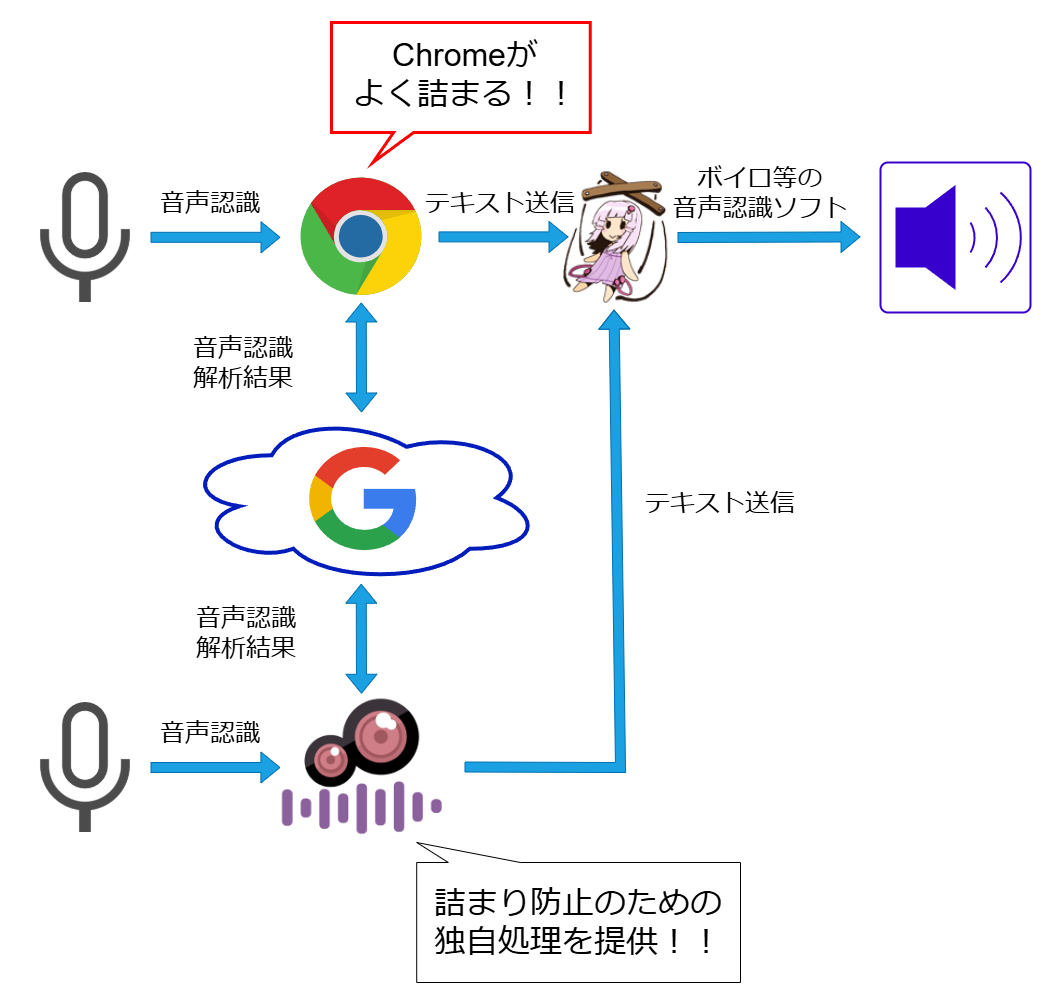 Chromeが
よく詰まる！！
音声認識
テキスト送信
ボイロ等の
音声認識ソフト
音声認識
解析結果
テキスト送信
音声認識
解析結果
音声認識
詰まり防止のための
独自処理を提供！！